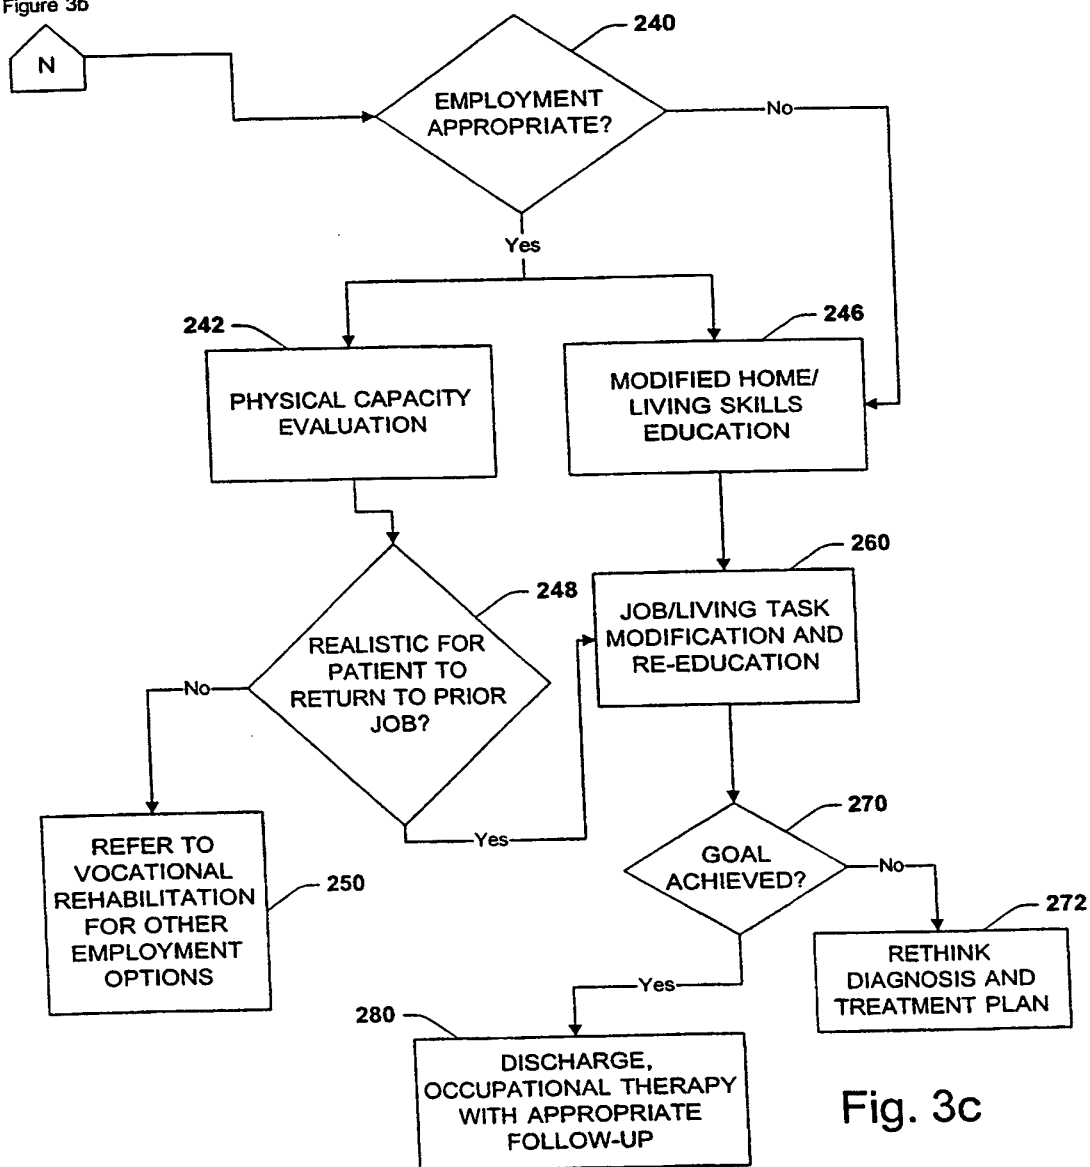 Figure 3b
N
240
EMPLOYMENT
APPROPRIATE?
No
Yes
242
PHYSICAL CAPACITY
EVALUATION
246
MODIFIED HOME/
LIVING SKILLS
EDUCATION
248
REALISTIC FOR
PATIENT TO
RETURN TO PRIOR
JOB?
No
Yes
260
JOB/LIVING TASK
MODIFICATION AND
RE-EDUCATION
250
REFER TO
VOCATIONAL
REHABILITATION
FOR OTHER
EMPLOYMENT
OPTIONS
270
GOAL
ACHIEVED?
No
Yes
272
RETHINK
DIAGNOSIS AND
TREATMENT PLAN
280
DISCHARGE,
OCCUPATIONAL THERAPY
WITH APPROPRIATE
FOLLOW-UP
Fig. 3c